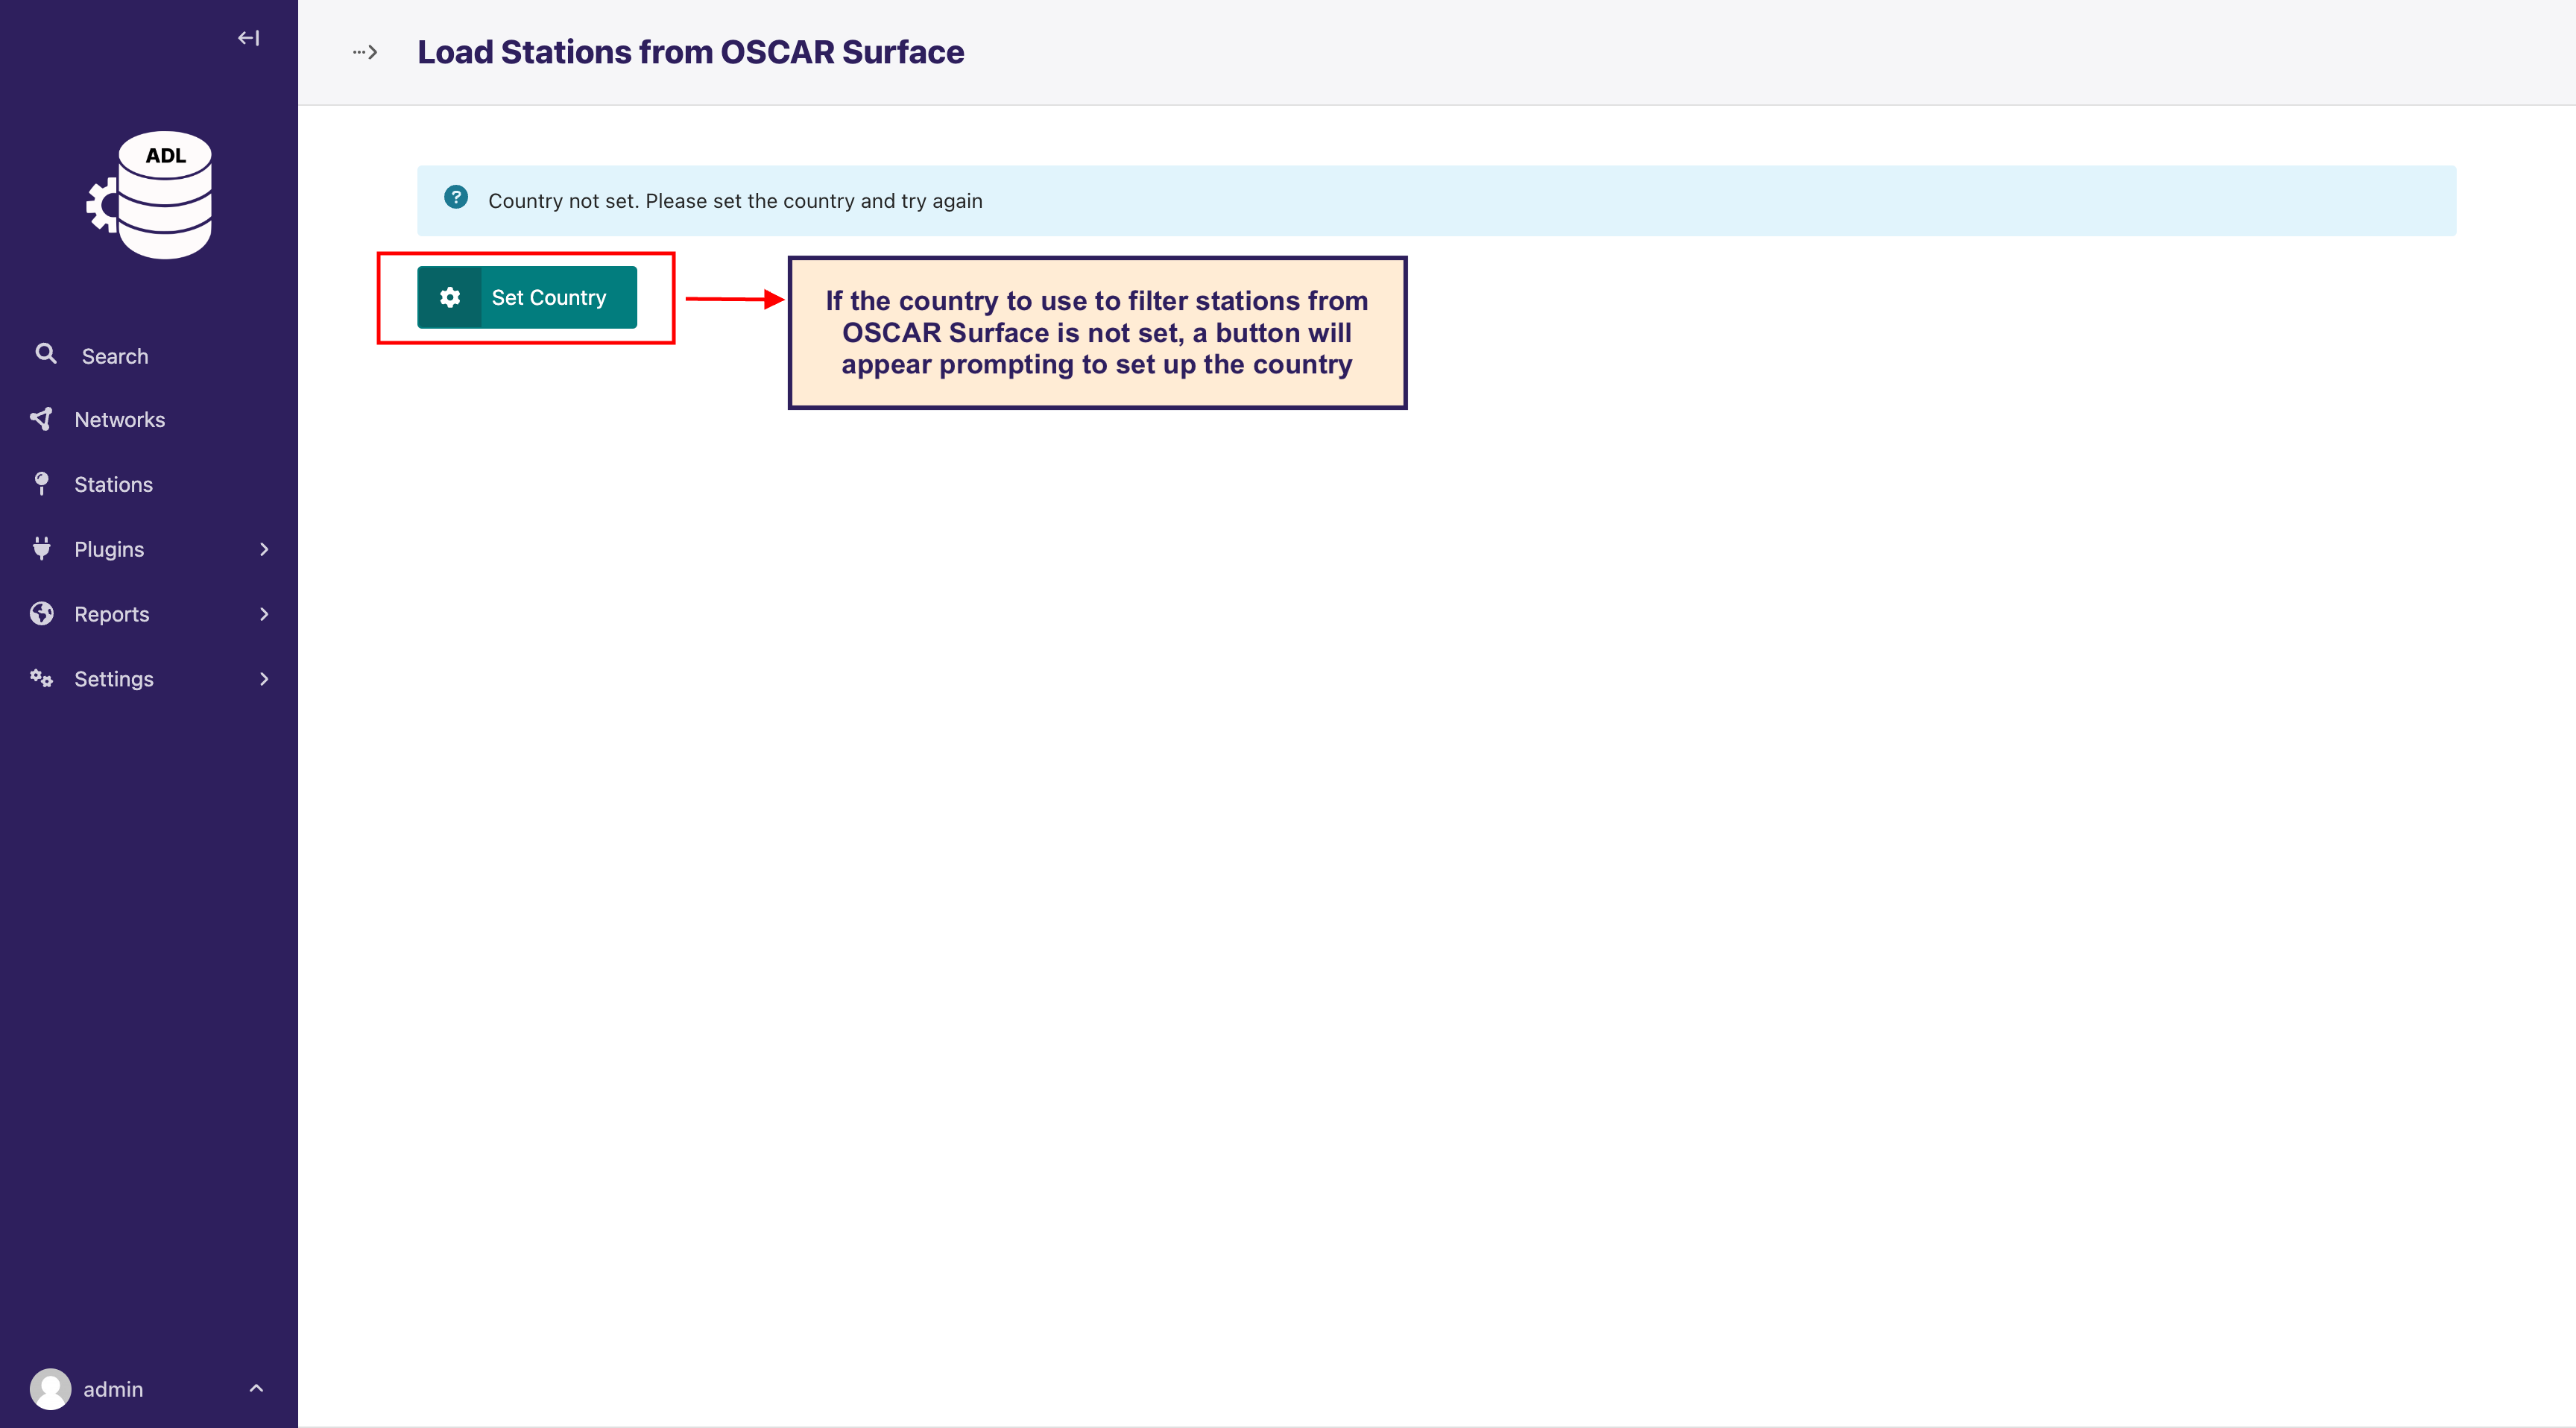 Load Stations from OSCAR Surface
ADL
Country not set. Please set the country and try again
Set Country
If the country to use to filter stations from
OSCAR Surface is not set, a button will
appear prompting to set up the country
Search
Networks
Stations
Plugins
Reports
Settings
admin